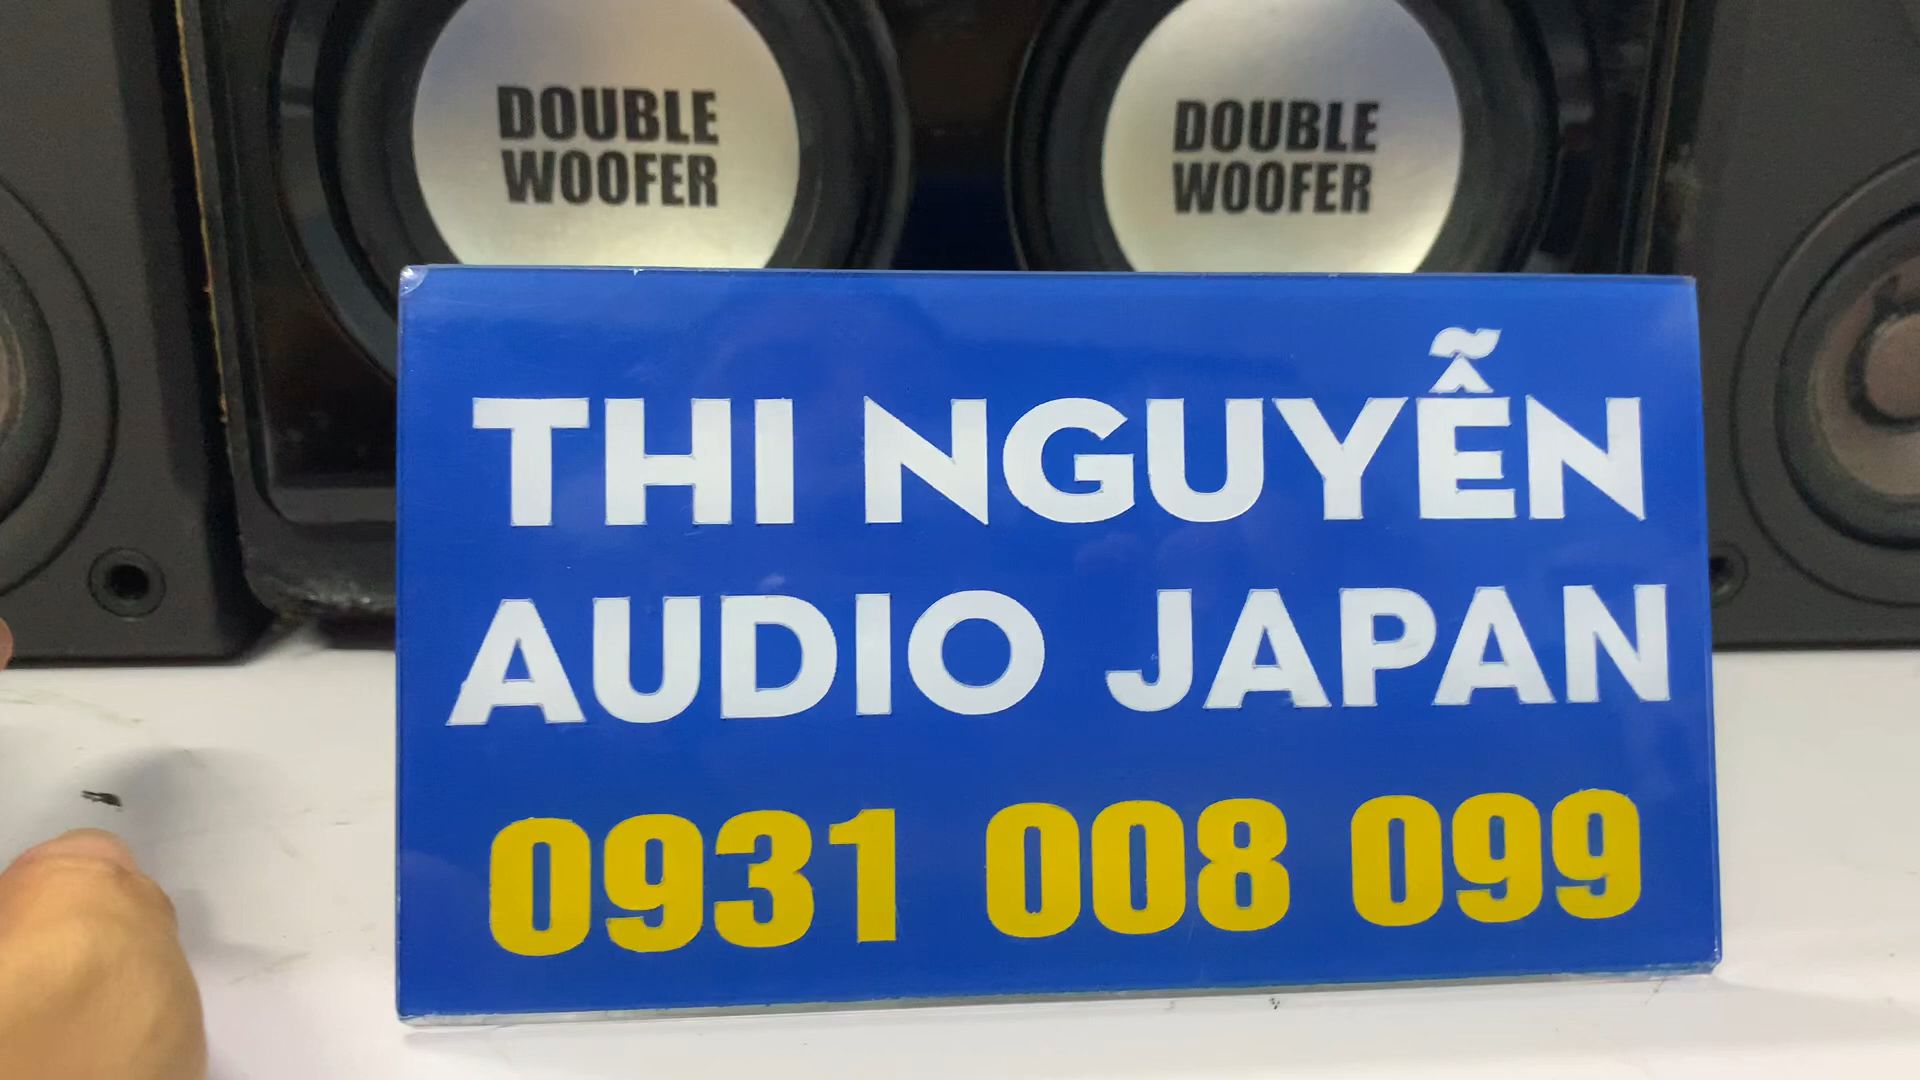 DOUBLE
WOOFER
DOUBLE
WOOFER
THI NGUYỄN
AUDIO JAPAN
0931 008 099